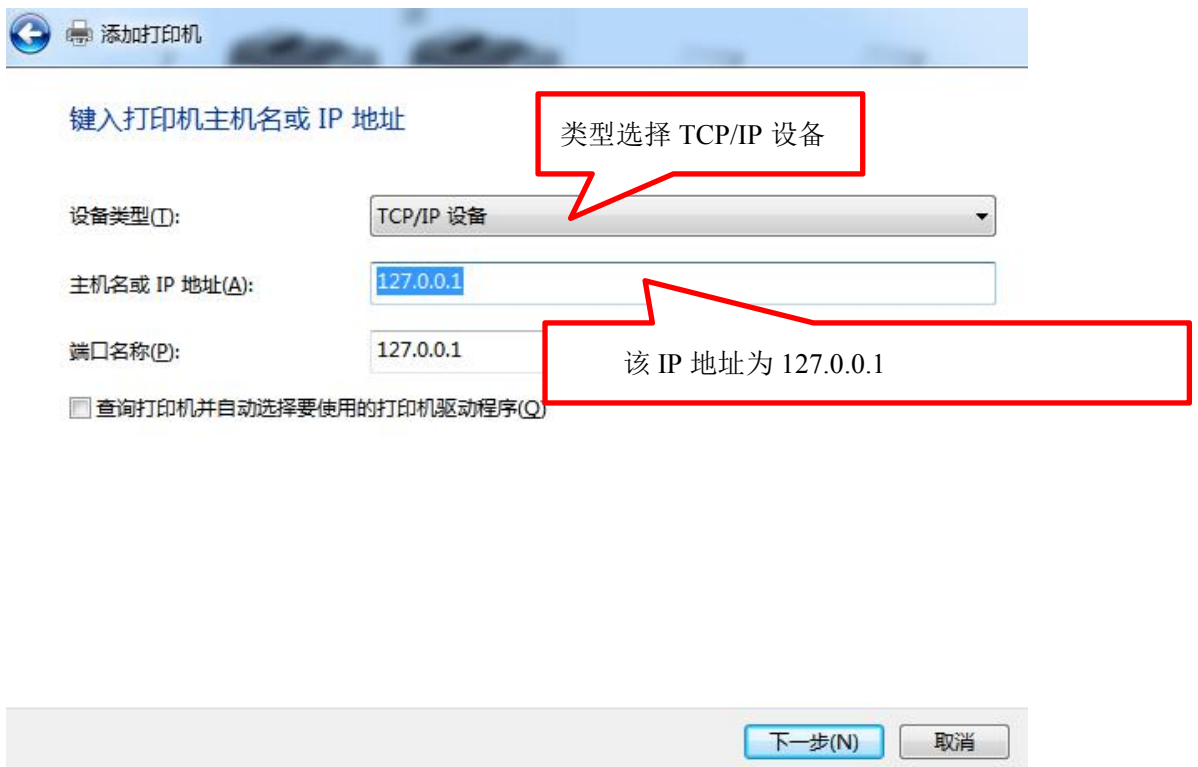 添加打印机
键入打印机主机名或 IP 地址
类型选择 TCP/IP 设备
设备类型(T):
TCP/IP 设备
主机名或 IP 地址(A):
127.0.0.1
端口名称(P):
127.0.0.1
该 IP 地址为 127.0.0.1
查询打印机并自动选择要使用的打印机驱动程序(Q)
下一步(N)
取消